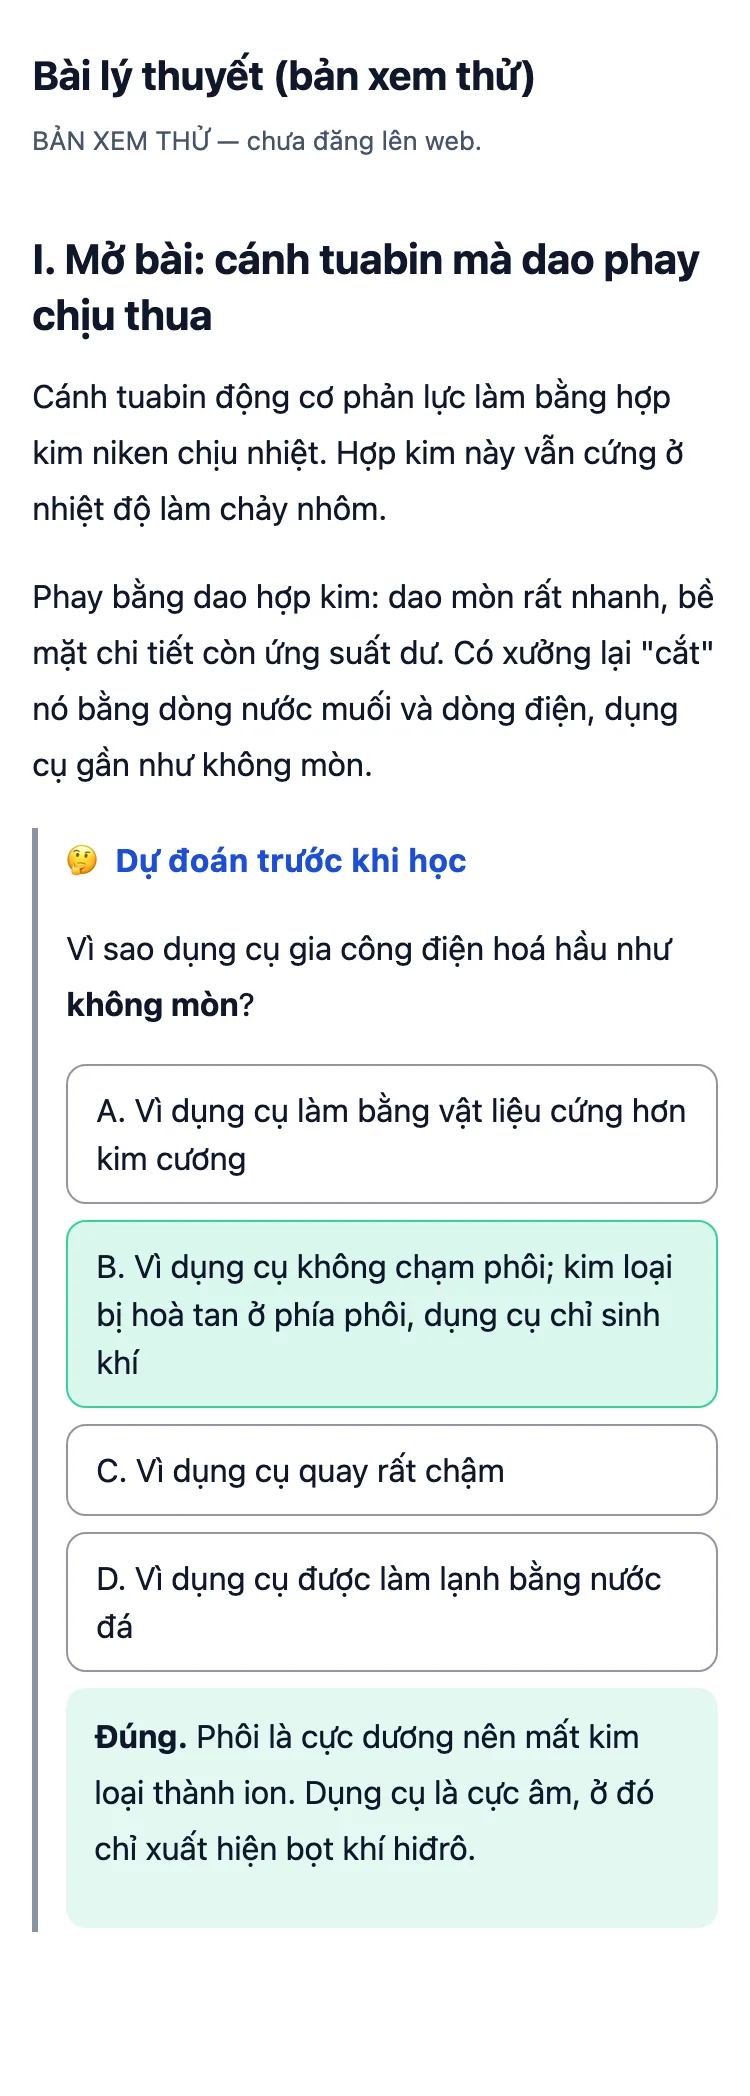 Bài lý thuyết (bản xem thử)
BẢN XEM THỬ — chưa đăng lên web.
I. Mở bài: cánh tuabin mà dao phay
chịu thua
Cánh tuabin động cơ phản lực làm bằng hợp
kim niken chịu nhiệt. Hợp kim này vẫn cứng ở
nhiệt độ làm chảy nhôm.
Phay bằng dao hợp kim: dao mòn rất nhanh, bề
mặt chi tiết còn ứng suất dư. Có xưởng lại "cắt"
nó bằng dòng nước muối và dòng điện, dụng
cụ gần như không mòn.
🤔 Dự đoán trước khi học
Vì sao dụng cụ gia công điện hoá hầu như
không mòn?
A. Vì dụng cụ làm bằng vật liệu cứng hơn
kim cương
B. Vì dụng cụ không chạm phôi; kim loại
bị hoà tan ở phía phôi, dụng cụ chỉ sinh
khí
C. Vì dụng cụ quay rất chậm
D. Vì dụng cụ được làm lạnh bằng nước
đá
Đúng. Phôi là cực dương nên mất kim
loại thành ion. Dụng cụ là cực âm, ở đó
chỉ xuất hiện bọt khí hiđrô.